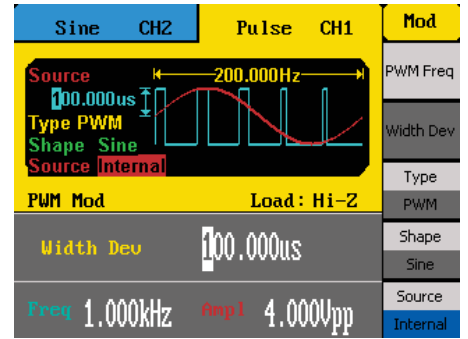 Sine CH2 Pulse CH1
Source 200.000Hz
100.000us
Type PWM
Shape Sine
Source Internal
PWM Mod Load: Hi-Z
Width Dev 100.000us
Freq 1.000kHz Ampl 4.000Vpp
Mod
PWM Freq
Width Dev
Type
PWM
Shape
Sine
Source
Internal